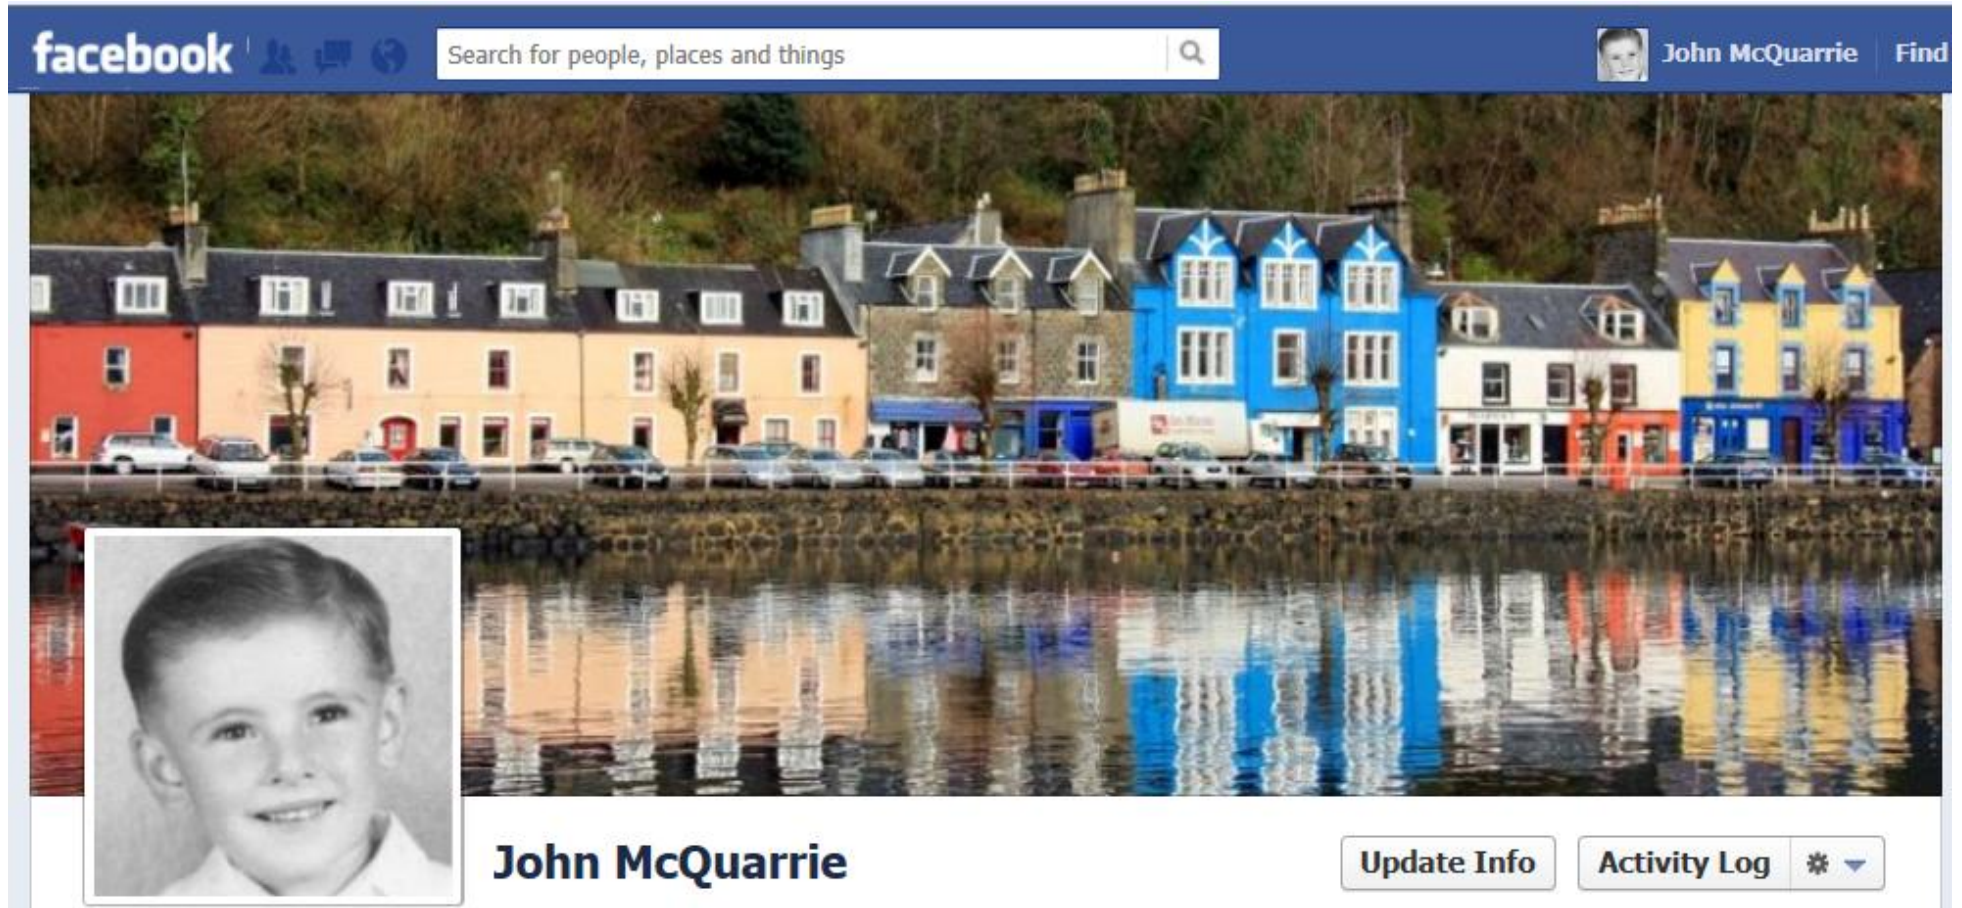 facebook
Search for people, places and things
John McQuarrie
Find
John McQuarrie
Update Info
Activity Log